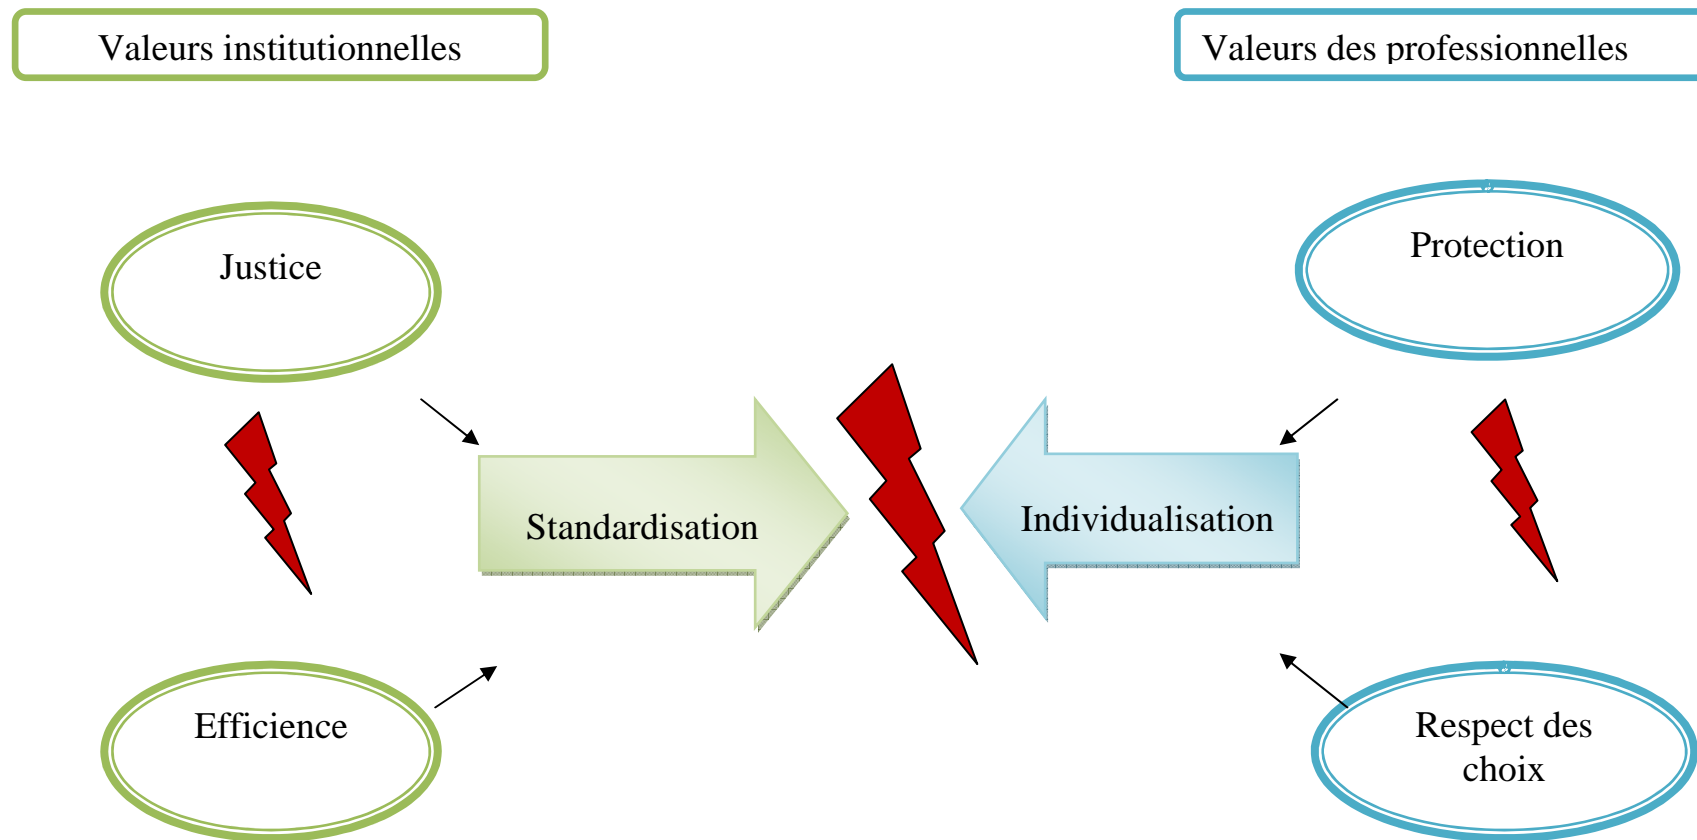 Valeurs institutionnelles
Valeurs des professionnelles
Justice
Protection
Standardisation
Individualisation
Efficience
Respect des
choix